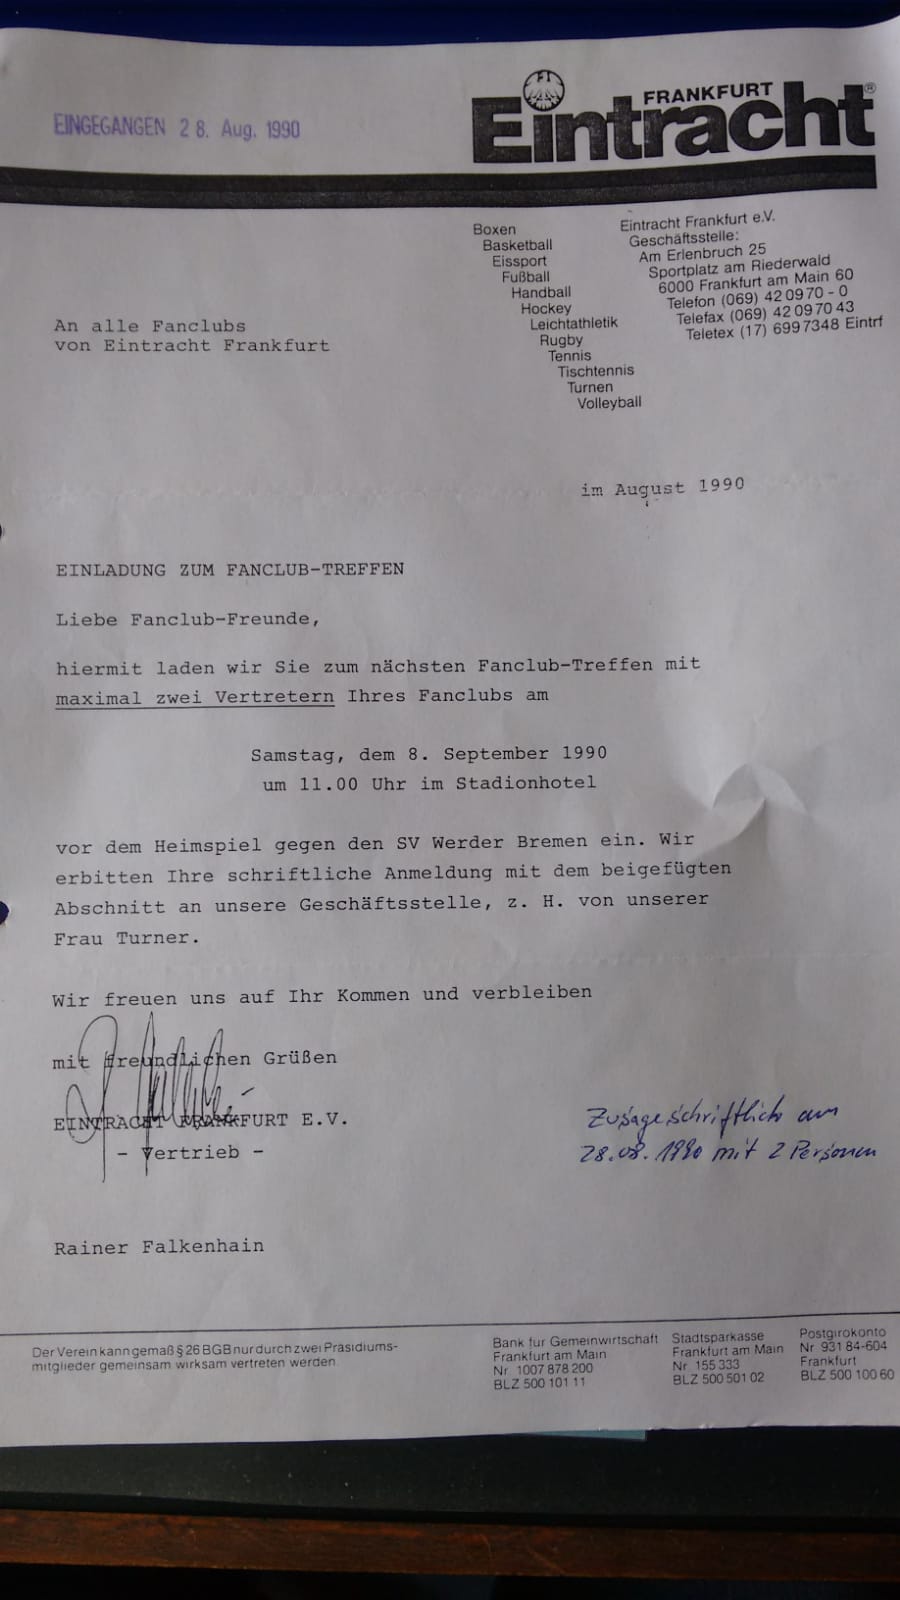 EINGEGANGEN 28. Aug. 1990
FRANKFURT
Eintracht®
Boxen
Basketball
Eissport
Fußball
Handball
Hockey
Leichtathletik
Rugby
Tennis
Tischtennis
Turnen
Volleyball
Eintracht Frankfurt e.V.
Geschäftsstelle:
Am Erlenbruch 25
Sportplatz am Riederwald
6000 Frankfurt am Main 60
Telefon (069) 42 09 70 - 0
Telefax (069) 42 09 70 43
Teletex (17) 699 7348 Eintrf
An alle Fanclubs
von Eintracht Frankfurt
im August 1990
EINLADUNG ZUM FANCLUB-TREFFEN
Liebe Fanclub-Freunde,
hiermit laden wir Sie zum nächsten Fanclub-Treffen mit
maximal zwei Vertretern Ihres Fanclubs am
Samstag, dem 8. September 1990
um 11.00 Uhr im Stadionhotel
vor dem Heimspiel gegen den SV Werder Bremen ein. Wir
erbitten Ihre schriftliche Anmeldung mit dem beigefügten
Abschnitt an unsere Geschäftsstelle, z. H. von unserer
Frau Turner.
Wir freuen uns auf Ihr Kommen und verbleiben
mit freundlichen Grüßen
EINTRACHT FRANKFURT E.V.
- Vertrieb -
Zusage schriftlich am
28.08.1990 mit 2 Personen
Rainer Falkenhain
Der Verein kann gemäß § 26 BGB nur durch zwei Präsidiums-
mitglieder gemeinsam wirksam vertreten werden
Bank für Gemeinwirtschaft
Frankfurt am Main
Nr 1007 878 200
BLZ 500 101 11
Stadtsparkasse
Frankfurt am Main
Nr 155 333
BLZ 500 501 02
Postgirokonto
Nr 931 84-604
Frankfurt
BLZ 500 100 60